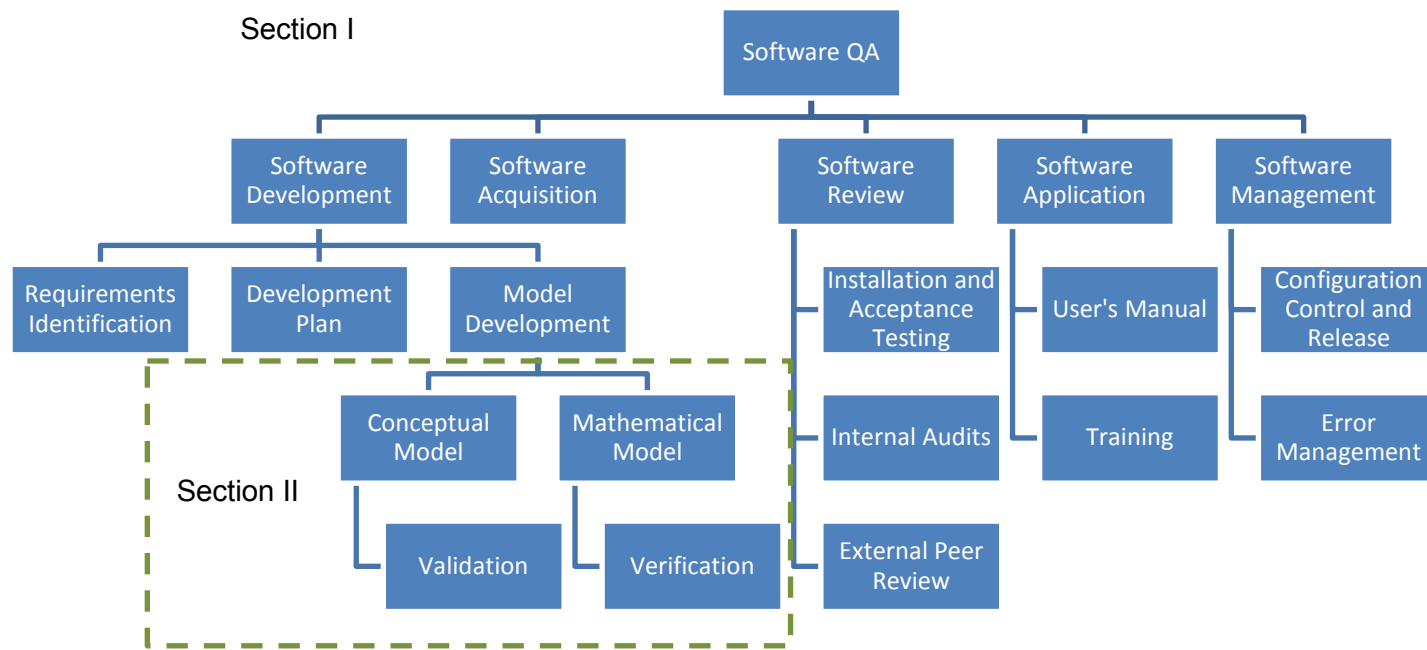 Section I
Software QA
Software
Development
Software
Acquisition
Software
Review
Software
Application
Software
Management
Requirements
Identification
Development
Plan
Model
Development
Installation and
Acceptance
Testing
User's Manual
Configuration
Control and
Release
Conceptual
Model
Mathematical
Model
Internal Audits
Training
Error
Management
Section II
Validation
Verification
External Peer
Review